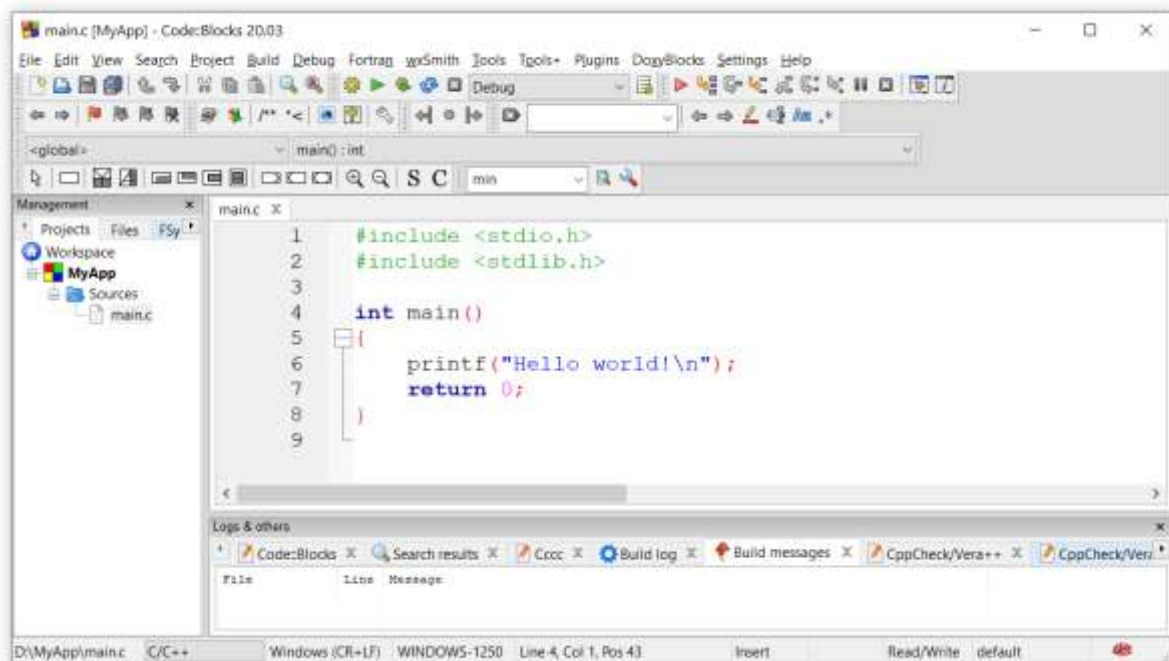 main.c [MyApp] - Code::Blocks 20.03
File Edit View Search Project Build Debug Fortran wxSmith Tools Tools+ Plugins DoxyBlocks Settings Help
Debug
/** *<
<global> main() : int
S C min
Management
Projects Files FSy
Workspace
MyApp
Sources
main.c
main.c
1 #include <stdio.h>
2 #include <stdlib.h>
3
4 int main()
5 {
6 printf("Hello world!\n");
7 return 0;
8 }
9
Logs & others
Code::Blocks Search results Cccc Build log Build messages CppCheck/Vera++ CppCheck/Vera
File Line Message
D:\MyApp\main.c C/C++ Windows (CR+LF) WINDOWS-1250 Line 4, Col 1, Pos 43 Insert Read/Write default